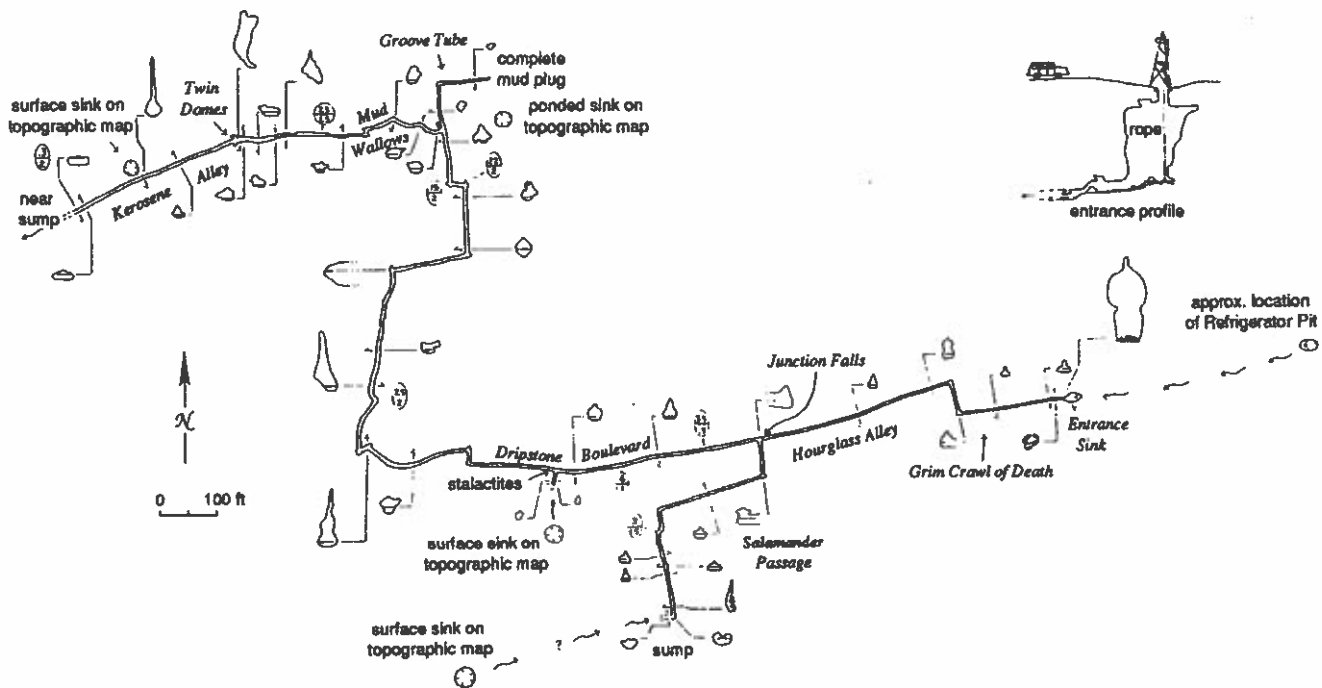 Groove Tube
complete
mud plug
Twin
Domes
surface sink on
topographic map
Mud
Wallows
ponded sink on
topographic map
rope
entrance profile
Kerosene Alley
near
sump
approx. location
of Refrigerator Pit
Junction Falls
N
Hourglass Alley
Entrance
Sink
Grim Crawl of Death
Dripstone Boulevard
stalactites
0 100 ft
surface sink on
topographic map
Salamander
Passage
surface sink on
topographic map
?
sump